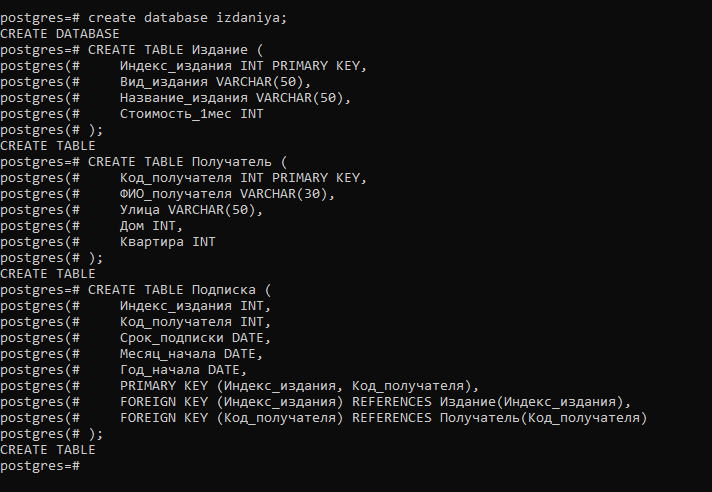 postgres=# create database izdaniya;
CREATE DATABASE
postgres=# CREATE TABLE Издание (
postgres(#     Индекс_издания INT PRIMARY KEY,
postgres(#     Вид_издания VARCHAR(50),
postgres(#     Название_издания VARCHAR(50),
postgres(#     Стоимость_1мес INT
postgres(# );
CREATE TABLE
postgres=# CREATE TABLE Получатель (
postgres(#     Код_получателя INT PRIMARY KEY,
postgres(#     ФИО_получателя VARCHAR(30),
postgres(#     Улица VARCHAR(50),
postgres(#     Дом INT,
postgres(#     Квартира INT
postgres(# );
CREATE TABLE
postgres=# CREATE TABLE Подписка (
postgres(#     Индекс_издания INT,
postgres(#     Код_получателя INT,
postgres(#     Срок_подписки DATE,
postgres(#     Месяц_начала DATE,
postgres(#     Год_начала DATE,
postgres(#     PRIMARY KEY (Индекс_издания, Код_получателя),
postgres(#     FOREIGN KEY (Индекс_издания) REFERENCES Издание(Индекс_издания),
postgres(#     FOREIGN KEY (Код_получателя) REFERENCES Получатель(Код_получателя)
postgres(# );
CREATE TABLE
postgres=#